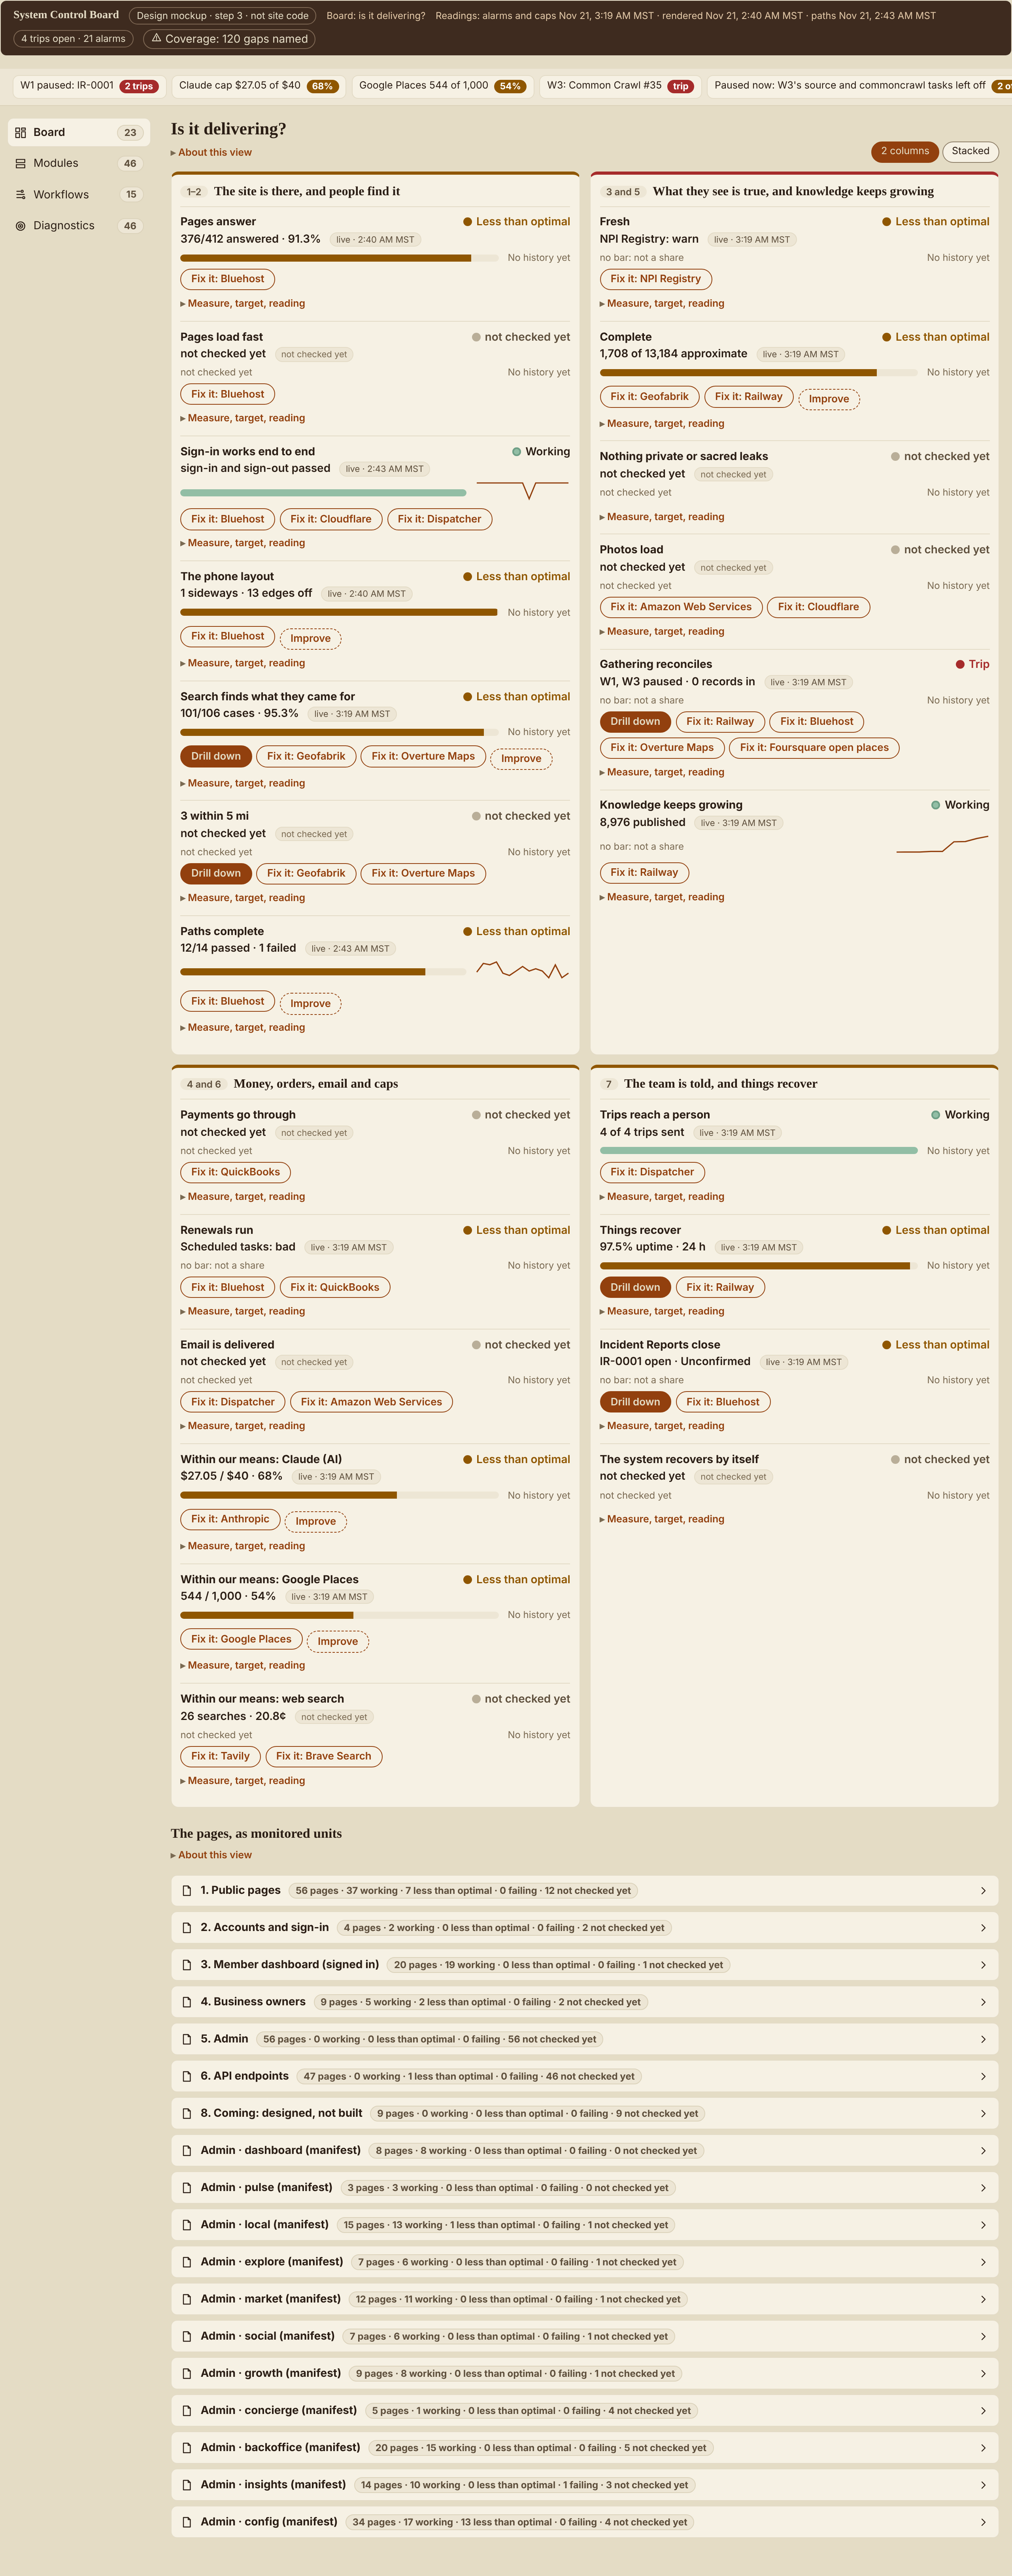 System Control Board
Design mockup · step 3 · not site code
Board: is it delivering?
Readings: alarms and caps Nov 21, 3:19 AM MST · rendered Nov 21, 2:40 AM MST · paths Nov 21, 2:43 AM MST
4 trips open · 21 alarms
Coverage: 120 gaps named
W1 paused: IR-0001 2 trips
Claude cap $27.05 of $40 68%
Google Places 544 of 1,000 54%
W3: Common Crawl #35 trip
Paused now: W3's source and commoncrawl tasks left off
Board 23
Modules 46
Workflows 15
Diagnostics 46
Is it delivering?
▸ About this view
2 columns
Stacked
1–2 The site is there, and people find it
Pages answer
Less than optimal
376/412 answered · 91.3% live · 2:40 AM MST
No history yet
Fix it: Bluehost
▸ Measure, target, reading
Pages load fast
not checked yet
not checked yet not checked yet
not checked yet
No history yet
Fix it: Bluehost
▸ Measure, target, reading
Sign-in works end to end
Working
sign-in and sign-out passed live · 2:43 AM MST
Fix it: Bluehost
Fix it: Cloudflare
Fix it: Dispatcher
▸ Measure, target, reading
The phone layout
Less than optimal
1 sideways · 13 edges off live · 2:40 AM MST
No history yet
Fix it: Bluehost
Improve
▸ Measure, target, reading
Search finds what they came for
Less than optimal
101/106 cases · 95.3% live · 3:19 AM MST
No history yet
Drill down
Fix it: Geofabrik
Fix it: Overture Maps
Improve
▸ Measure, target, reading
3 within 5 mi
not checked yet
not checked yet not checked yet
not checked yet
No history yet
Drill down
Fix it: Geofabrik
Fix it: Overture Maps
▸ Measure, target, reading
Paths complete
Less than optimal
12/14 passed · 1 failed live · 2:43 AM MST
Fix it: Bluehost
Improve
▸ Measure, target, reading
3 and 5 What they see is true, and knowledge keeps growing
Fresh
Less than optimal
NPI Registry: warn live · 3:19 AM MST
no bar: not a share
No history yet
Fix it: NPI Registry
▸ Measure, target, reading
Complete
Less than optimal
1,708 of 13,184 approximate live · 3:19 AM MST
No history yet
Fix it: Geofabrik
Fix it: Railway
Improve
▸ Measure, target, reading
Nothing private or sacred leaks
not checked yet
not checked yet not checked yet
not checked yet
No history yet
▸ Measure, target, reading
Photos load
not checked yet
not checked yet not checked yet
not checked yet
No history yet
Fix it: Amazon Web Services
Fix it: Cloudflare
▸ Measure, target, reading
Gathering reconciles
Trip
W1, W3 paused · 0 records in live · 3:19 AM MST
no bar: not a share
No history yet
Drill down
Fix it: Railway
Fix it: Bluehost
Fix it: Overture Maps
Fix it: Foursquare open places
▸ Measure, target, reading
Knowledge keeps growing
Working
8,976 published live · 3:19 AM MST
no bar: not a share
Fix it: Railway
▸ Measure, target, reading
4 and 6 Money, orders, email and caps
Payments go through
not checked yet
not checked yet not checked yet
not checked yet
No history yet
Fix it: QuickBooks
▸ Measure, target, reading
Renewals run
Less than optimal
Scheduled tasks: bad live · 3:19 AM MST
no bar: not a share
No history yet
Fix it: Bluehost
Fix it: QuickBooks
▸ Measure, target, reading
Email is delivered
not checked yet
not checked yet not checked yet
not checked yet
No history yet
Fix it: Dispatcher
Fix it: Amazon Web Services
▸ Measure, target, reading
Within our means: Claude (AI)
Less than optimal
$27.05 / $40 · 68% live · 3:19 AM MST
No history yet
Fix it: Anthropic
Improve
▸ Measure, target, reading
Within our means: Google Places
Less than optimal
544 / 1,000 · 54% live · 3:19 AM MST
No history yet
Fix it: Google Places
Improve
▸ Measure, target, reading
Within our means: web search
not checked yet
26 searches · 20.8¢ not checked yet
not checked yet
No history yet
Fix it: Tavily
Fix it: Brave Search
▸ Measure, target, reading
7 The team is told, and things recover
Trips reach a person
Working
4 of 4 trips sent live · 3:19 AM MST
No history yet
Fix it: Dispatcher
▸ Measure, target, reading
Things recover
Less than optimal
97.5% uptime · 24 h live · 3:19 AM MST
No history yet
Drill down
Fix it: Railway
▸ Measure, target, reading
Incident Reports close
Less than optimal
IR-0001 open · Unconfirmed live · 3:19 AM MST
no bar: not a share
No history yet
Drill down
Fix it: Bluehost
▸ Measure, target, reading
The system recovers by itself
not checked yet
not checked yet not checked yet
not checked yet
No history yet
▸ Measure, target, reading
The pages, as monitored units
▸ About this view
1. Public pages 56 pages · 37 working · 7 less than optimal · 0 failing · 12 not checked yet
2. Accounts and sign-in 4 pages · 2 working · 0 less than optimal · 0 failing · 2 not checked yet
3. Member dashboard (signed in) 20 pages · 19 working · 0 less than optimal · 0 failing · 1 not checked yet
4. Business owners 9 pages · 5 working · 2 less than optimal · 0 failing · 2 not checked yet
5. Admin 56 pages · 0 working · 0 less than optimal · 0 failing · 56 not checked yet
6. API endpoints 47 pages · 0 working · 1 less than optimal · 0 failing · 46 not checked yet
8. Coming: designed, not built 9 pages · 0 working · 0 less than optimal · 0 failing · 9 not checked yet
Admin · dashboard (manifest) 8 pages · 8 working · 0 less than optimal · 0 failing · 0 not checked yet
Admin · pulse (manifest) 3 pages · 3 working · 0 less than optimal · 0 failing · 0 not checked yet
Admin · local (manifest) 15 pages · 13 working · 1 less than optimal · 0 failing · 1 not checked yet
Admin · explore (manifest) 7 pages · 6 working · 0 less than optimal · 0 failing · 1 not checked yet
Admin · market (manifest) 12 pages · 11 working · 0 less than optimal · 0 failing · 1 not checked yet
Admin · social (manifest) 7 pages · 6 working · 0 less than optimal · 0 failing · 1 not checked yet
Admin · growth (manifest) 9 pages · 8 working · 0 less than optimal · 0 failing · 1 not checked yet
Admin · concierge (manifest) 5 pages · 1 working · 0 less than optimal · 0 failing · 4 not checked yet
Admin · backoffice (manifest) 20 pages · 15 working · 0 less than optimal · 0 failing · 5 not checked yet
Admin · insights (manifest) 14 pages · 10 working · 0 less than optimal · 1 failing · 3 not checked yet
Admin · config (manifest) 34 pages · 17 working · 13 less than optimal · 0 failing · 4 not checked yet